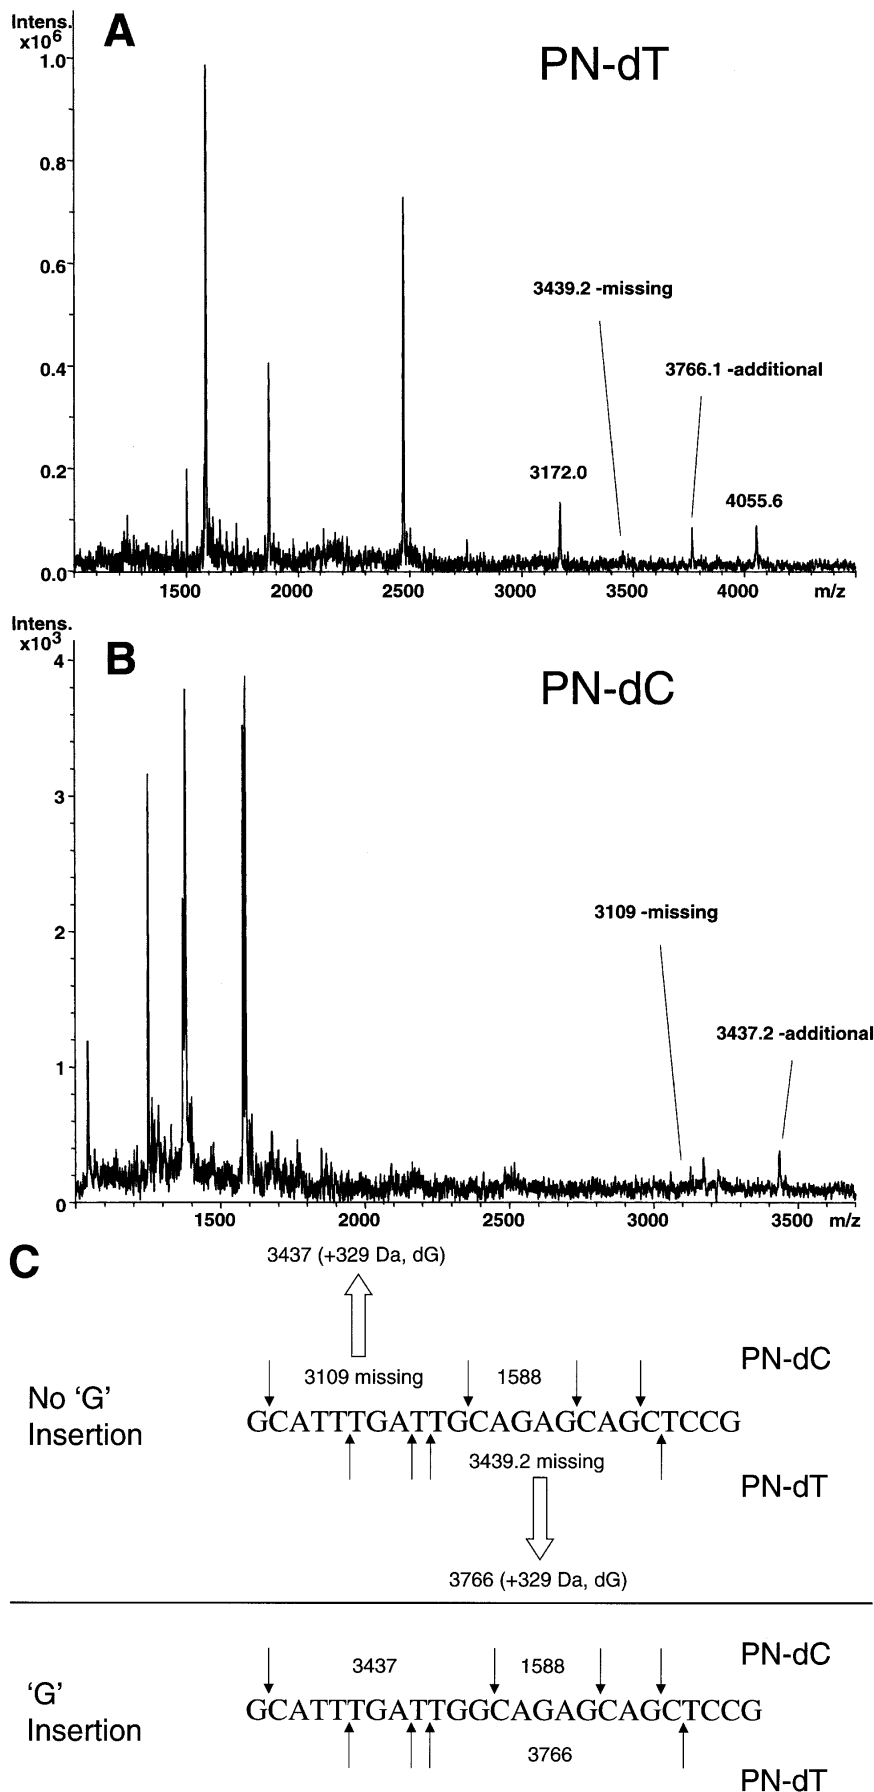 Intens.
x10⁶
A
PN-dT
1.0
0.8
0.6
0.4
0.2
0.0
3439.2 -missing
3766.1 -additional
3172.0
4055.6
1500 2000 2500 3000 3500 4000 m/z
Intens.
x10³
B
PN-dC
4
3
2
1
0
3109 -missing
3437.2 -additional
1500 2000 2500 3000 3500 m/z
C
3437 (+329 Da, dG)
3109 missing 1588 PN-dC
No ‘G’
Insertion
GCATTTGATTGCAGAGCAGCTCCG
3439.2 missing
PN-dT
3766 (+329 Da, dG)
3437 1588 PN-dC
‘G’
Insertion
GCATTTGATTGGCAGAGCAGCTCCG
3766
PN-dT